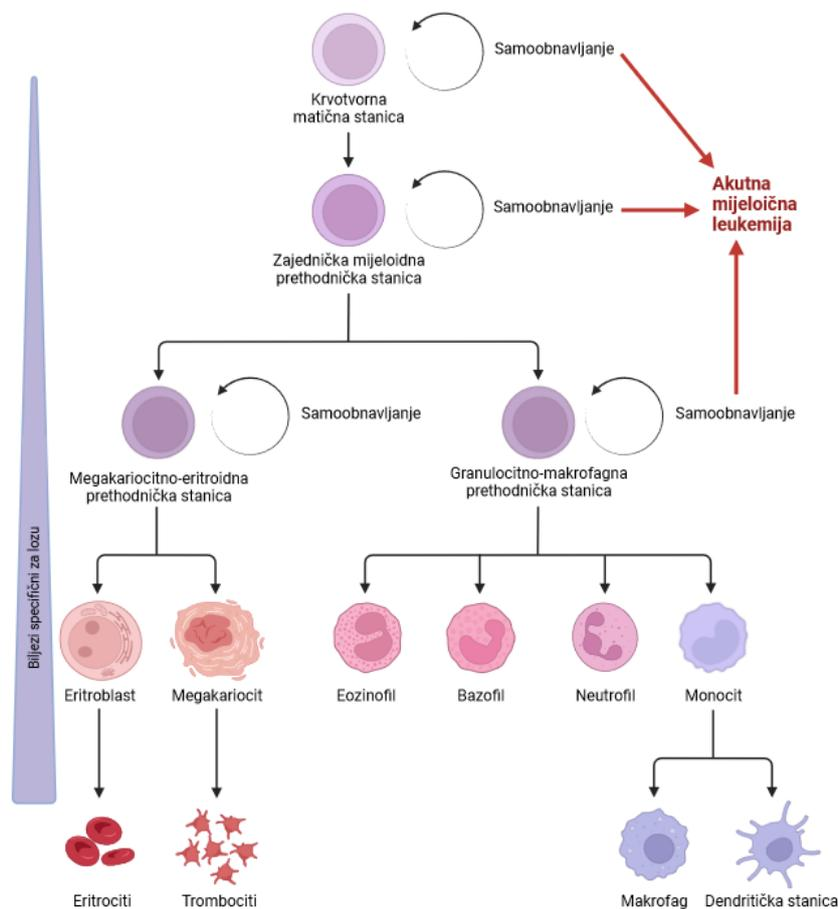 Samoobnavljanje
Krvotvorna
matična stanica
Samoobnavljanje
Akutna
mijeloična
leukemija
Zajednička mijeloidna
prethodnička stanica
Samoobnavljanje
Samoobnavljanje
Megakariocitno-eritroidna
prethodnička stanica
Granulocitno-makrofagna
prethodnička stanica
Biljezi specifični za lozu
Eritroblast
Megakariocit
Eozinofil
Bazofil
Neutrofil
Monocit
Eritrociti
Trombociti
Makrofag
Dendritička stanica